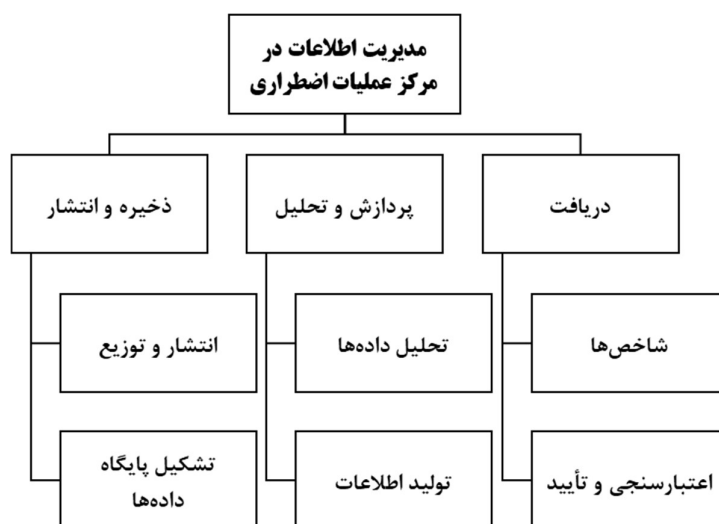 مدیریت اطلاعات در
مرکز عملیات اضطراری
دریافت
پردازش و تحلیل
ذخیره و انتشار
شاخص‌ها
تحلیل داده‌ها
انتشار و توزیع
اعتبارسنجی و تأیید
تولید اطلاعات
تشکیل پایگاه
داده‌ها